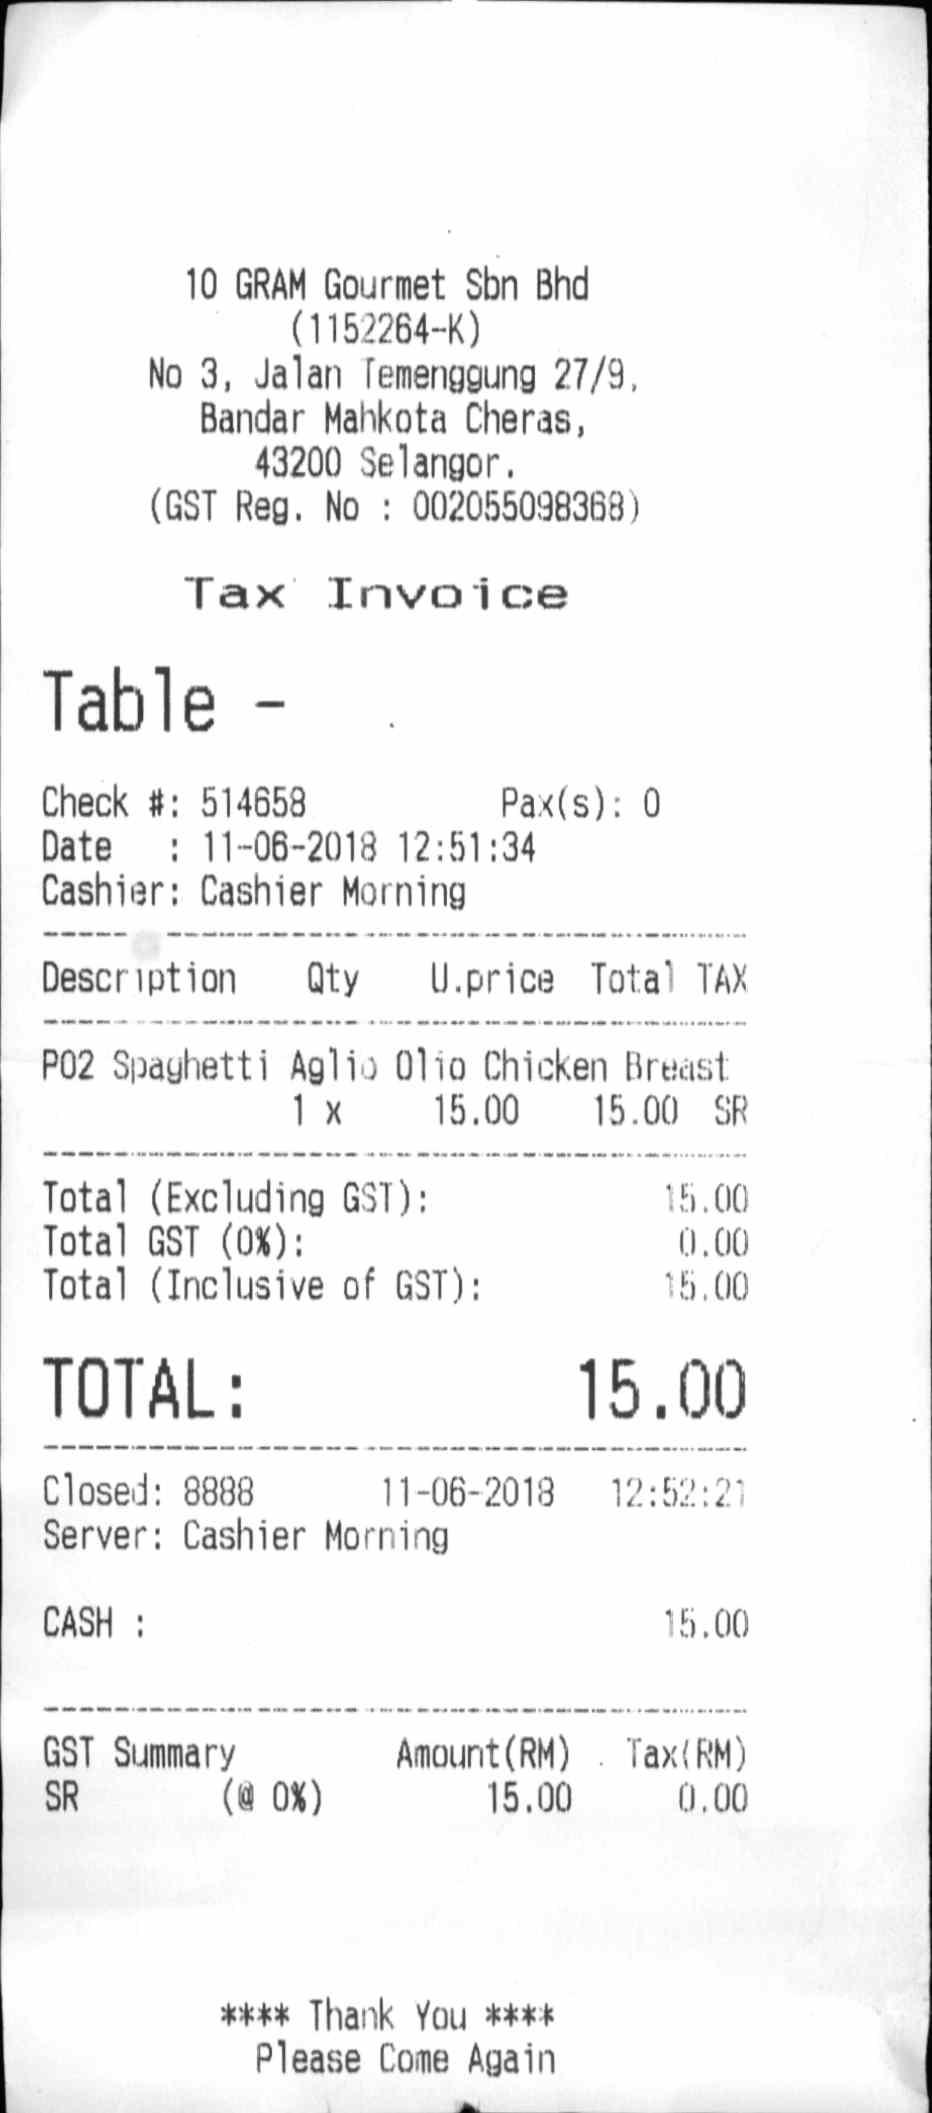 10 GRAM Gourmet Sbn Bhd
(1152264-K)
No 3, Jalan Temenggung 27/9,
Bandar Mahkota Cheras,
43200 Selangor.
(GST Reg. No : 002055098368)
Tax Invoice
Table -
Check #: 514658 Pax(s): 0
Date : 11-06-2018 12:51:34
Cashier: Cashier Morning
Description Qty U.price Total TAX
P02 Spaghetti Aglio Olio Chicken Breast
1 x 15.00 15.00 SR
Total (Excluding GST): 15.00
Total GST (0%): 0.00
Total (Inclusive of GST): 15.00
TOTAL: 15.00
Closed: 8888 11-06-2018 12:52:21
Server: Cashier Morning
CASH : 15.00
GST Summary Amount(RM) Tax(RM)
SR (@ 0%) 15.00 0.00
**** Thank You ****
Please Come Again